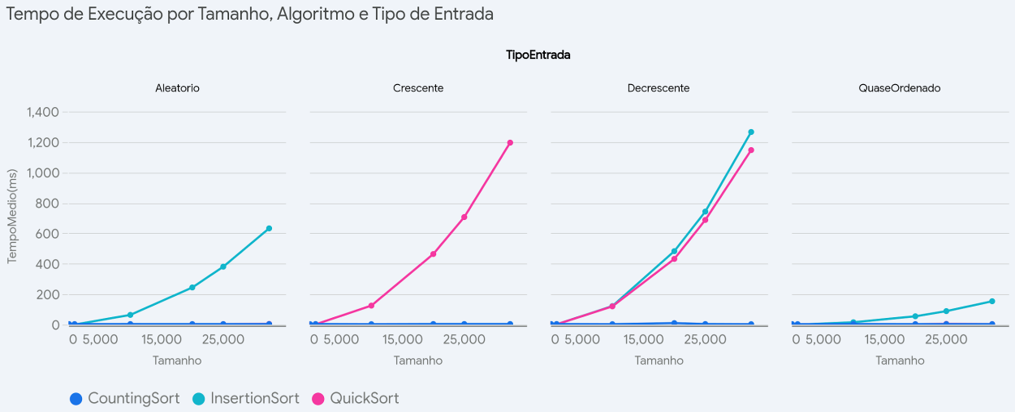 Tempo de Execução por Tamanho, Algoritmo e Tipo de Entrada
TipoEntrada
Aleatorio Crescente Decrescente QuaseOrdenado
TempoMedio(ms)
1,400
1,200
1,000
800
600
400
200
0
0 5,000 15,000 25,000 0 5,000 15,000 25,000 0 5,000 15,000 25,000 0 5,000 15,000 25,000
Tamanho Tamanho Tamanho Tamanho
CountingSort InsertionSort QuickSort